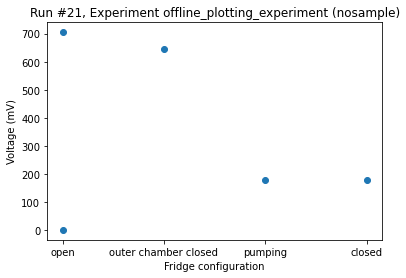 Run #21, Experiment offline_plotting_experiment (nosample)
700
600
500
400
300
200
100
0
Voltage (mV)
open outer chamber closed pumping closed
Fridge configuration